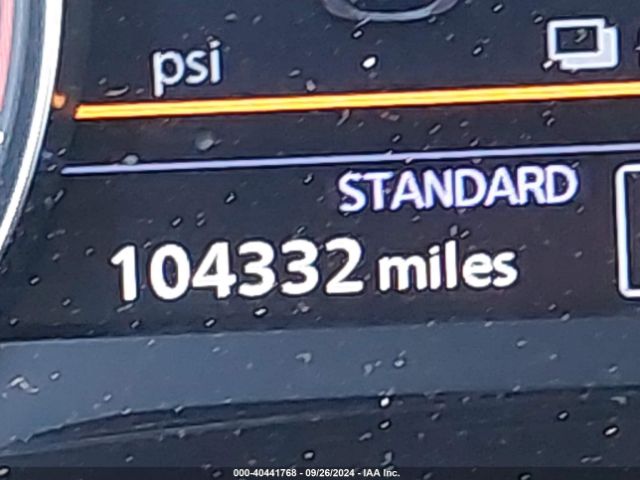 psi
STANDARD
104332 miles
000-40441768 - 09/26/2024 - IAA Inc.